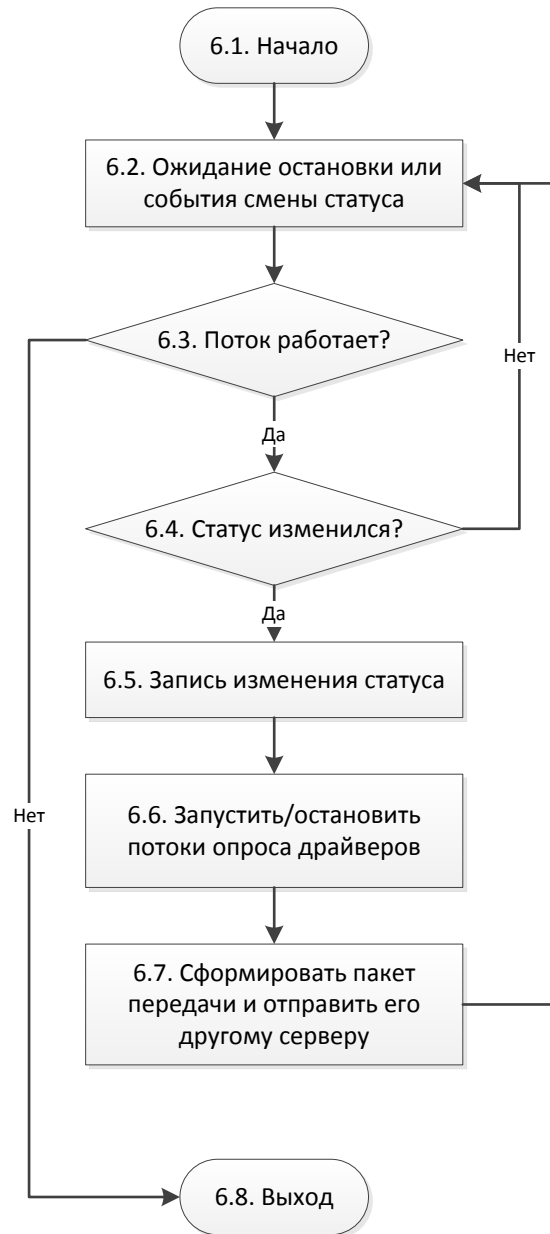 6.1. Начало
6.2. Ожидание остановки или
события смены статуса
6.3. Поток работает?
Нет
Да
6.4. Статус изменился?
Да
6.5. Запись изменения статуса
6.6. Запустить/остановить
потоки опроса драйверов
Нет
6.7. Сформировать пакет
передачи и отправить его
другому серверу
6.8. Выход